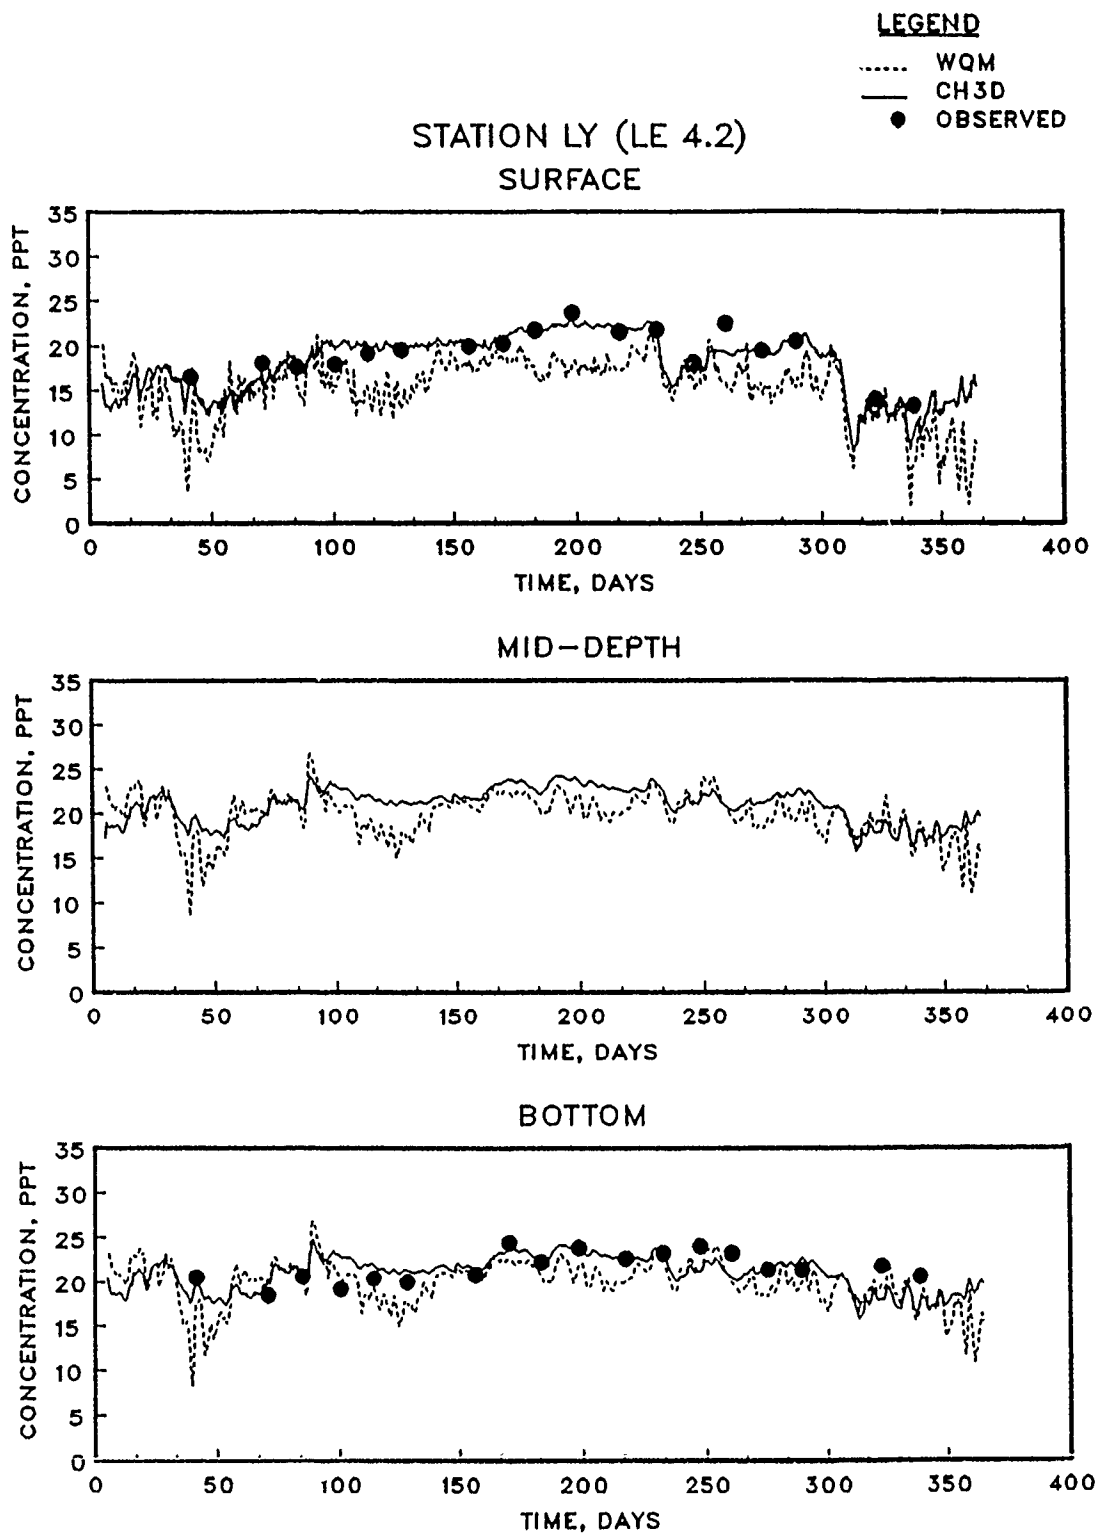 LEGEND
WQM
CH3D
OBSERVED
STATION LY (LE 4.2)
SURFACE
CONCENTRATION, PPT
35
30
25
20
15
10
5
0
0 50 100 150 200 250 300 350 400
TIME, DAYS
MID-DEPTH
CONCENTRATION, PPT
35
30
25
20
15
10
5
0
0 50 100 150 200 250 300 350 400
TIME, DAYS
BOTTOM
CONCENTRATION, PPT
35
30
25
20
15
10
5
0
0 50 100 150 200 250 300 350 400
TIME, DAYS